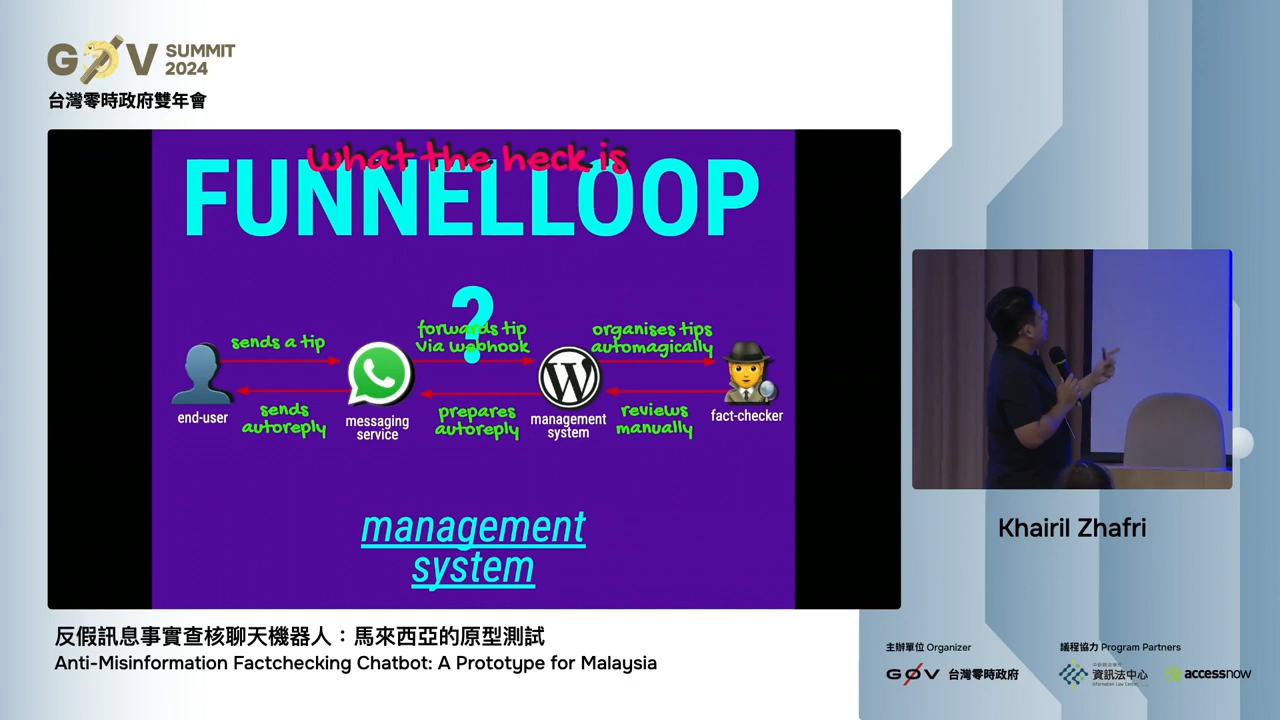 G0V SUMMIT 2024
台灣零時政府雙年會
what the heck is
FUNNELLOOP
?
sends a tip
forwards tip
via webhook
organises tips
automagically
end-user
sends
autoreply
messaging
service
prepares
autoreply
management
system
reviews
manually
fact-checker
management
system
Khairil Zhafri
反假訊息事實查核聊天機器人：馬來西亞的原型測試
Anti-Misinformation Factchecking Chatbot: A Prototype for Malaysia
主辦單位 Organizer
G0V 台灣零時政府
議程協力 Program Partners
資訊法中心
Information Law Center
accessnow